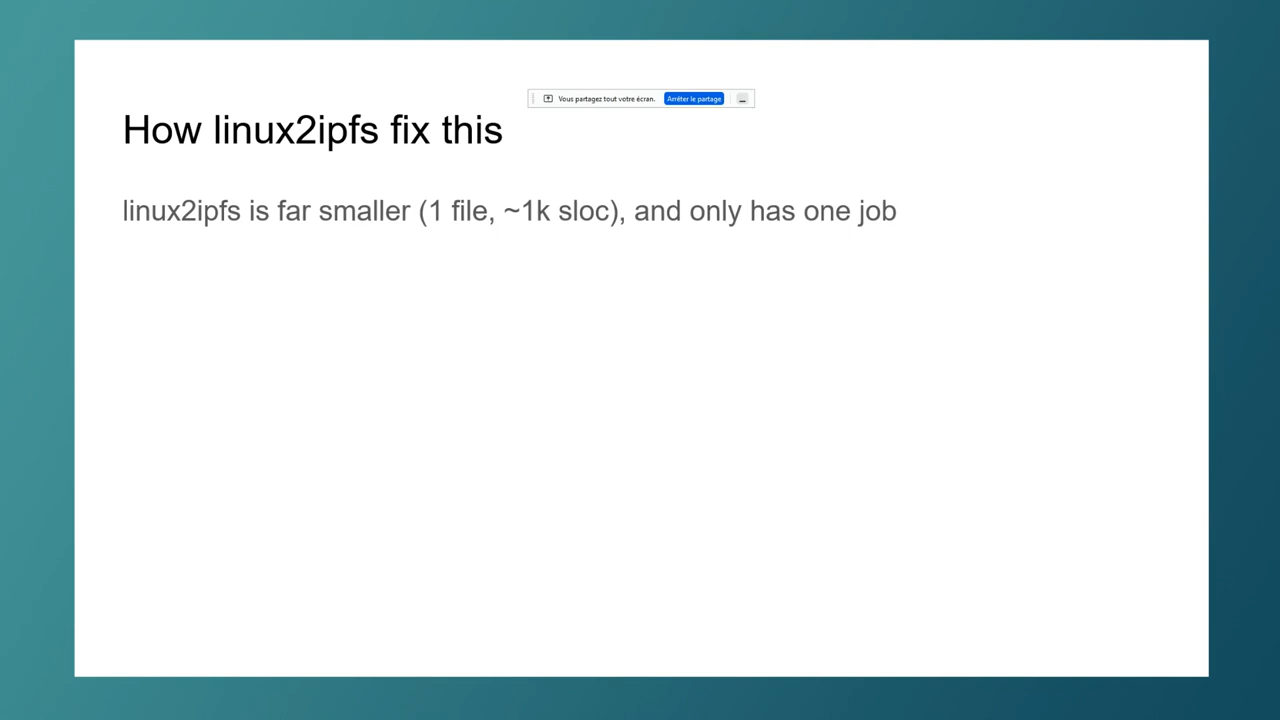 Vous partagez tout votre écran. Arrêter le partage
How linux2ipfs fix this
linux2ipfs is far smaller (1 file, ~1k sloc), and only has one job